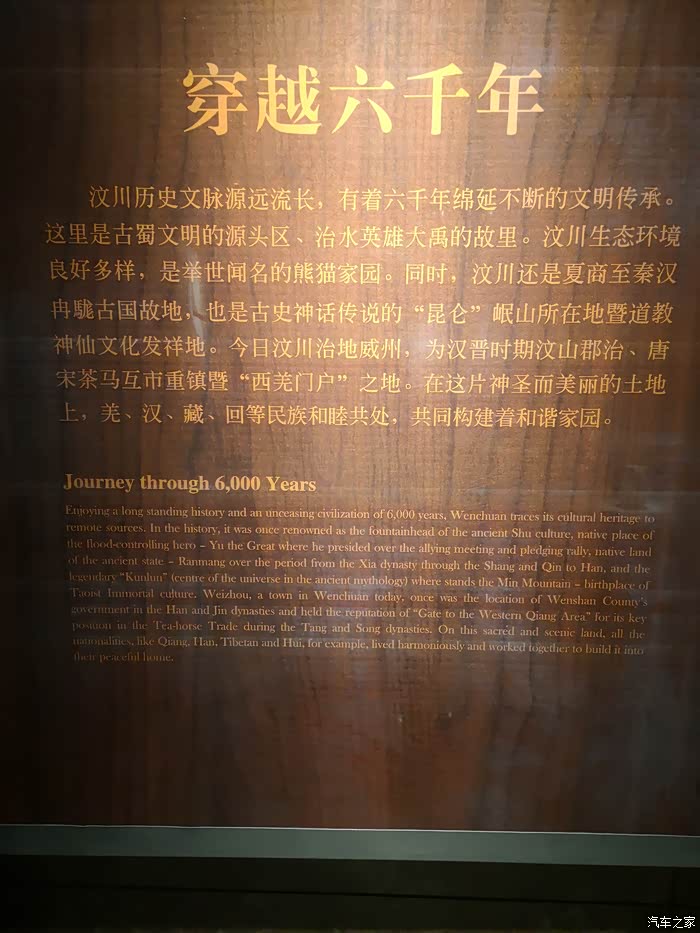 穿越六千年
汶川历史文脉源远流长，有着六千年绵延不断的文明传承。
这里是古蜀文明的源头区、治水英雄大禹的故里。汶川生态环境
良好多样，是举世闻名的熊猫家园。同时，汶川还是夏商至秦汉
冉駹古国故地，也是古史神话传说的“昆仑”岷山所在地暨道教
神仙文化发祥地。今日汶川治地威州，为汉晋时期汶山郡治、唐
宋茶马互市重镇暨“西羌门户”之地。在这片神圣而美丽的土地
上，羌、汉、藏、回等民族和睦共处，共同构建着和谐家园。
Journey through 6,000 Years
Enjoying a long standing history and an unceasing civilization of 6,000 years, Wenchuan traces its cultural heritage to
remote sources. In the history, it was once renowned as the fountainhead of the ancient Shu culture, native place of
the flood-controlling hero – Yu the Great where he presided over the allying meeting and pledging rally, native land
of the ancient state – Ranmang over the period from the Xia dynasty through the Shang and Qin to Han, and the
legendary "Kunlun" (centre of the universe in the ancient mythology) where stands the Min Mountain – birthplace of
Taoist Immortal culture. Weizhou, a town in Wenchuan today, once was the location of Wenshan County's
government in the Han and Jin dynasties and held the reputation of "Gate to the Western Qiang Area" for its key
position in the Tea-horse Trade during the Tang and Song dynasties. On this sacred and scenic land, all the
nationalities, like Qiang, Han, Tibetan and Hui, for example, lived harmoniously and worked together to build it into
their peaceful home.
汽车之家